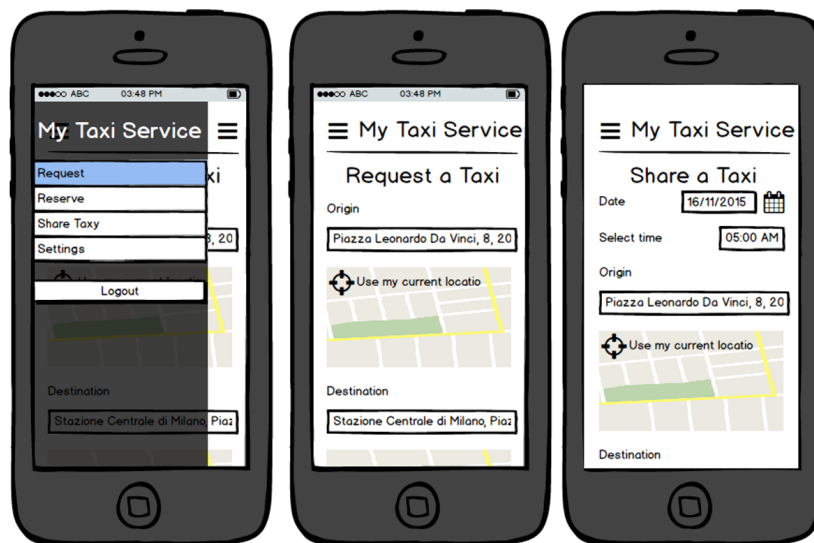 ABC 03:48 PM
My Taxi Service
xi
Request
Reserve
Share Taxy
Settings
3, 20
Logout
Destination
Stazione Centrale di Milano, Piaz
ABC 03:48 PM
My Taxi Service
Request a Taxi
Origin
Piazza Leonardo Da Vinci, 8, 20
Use my current locatio
Destination
Stazione Centrale di Milano, Piaz
My Taxi Service
Share a Taxi
Date 16/11/2015
Select time 05:00 AM
Origin
Piazza Leonardo Da Vinci, 8, 20
Use my current locatio
Destination